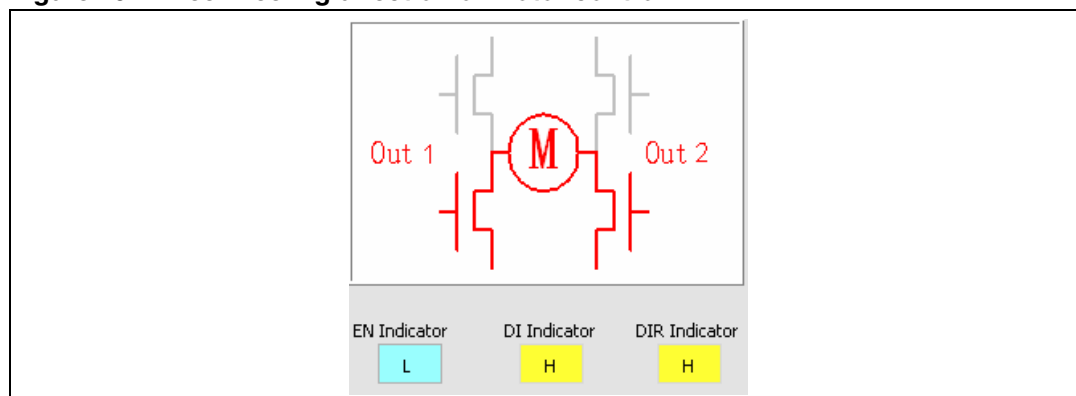 Out 1 M Out 2
EN Indicator DI Indicator DIR Indicator
L H H